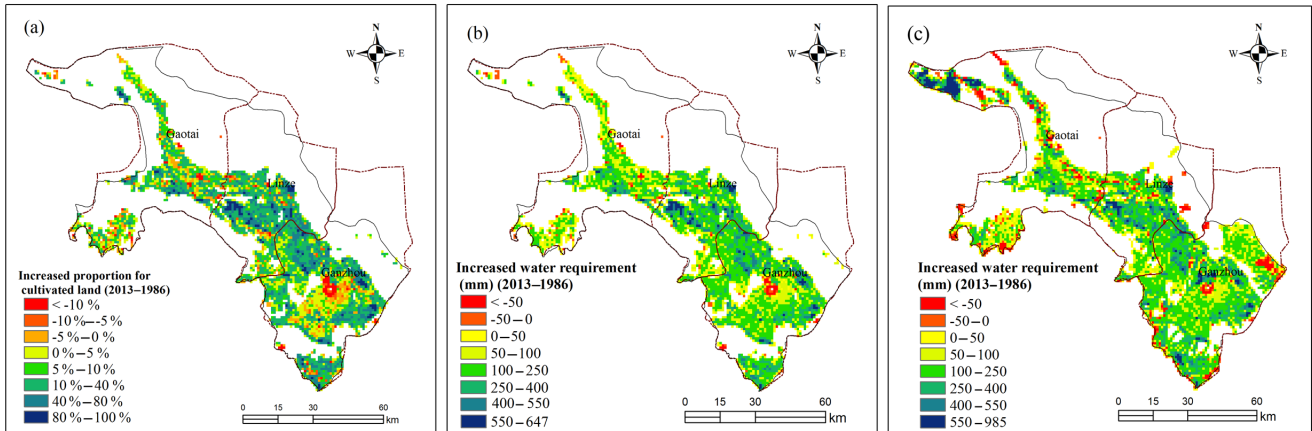 (a)
N
W E
S
Gaotai
Linze
Ganzhou
Increased proportion for
cultivated land (2013–1986)
< -10 %
-10 %–-5 %
-5 %–0 %
0 %–5 %
5 %–10 %
10 %–40 %
40 %–80 %
80 %–100 %
0 15 30 60
km
(b)
N
W E
S
Gaotai
Linze
Ganzhou
Increased water requirement
(mm) (2013–1986)
< -50
-50–0
0–50
50–100
100–250
250–400
400–550
550–647
0 15 30 60
km
(c)
N
W E
S
Gaotai
Linze
Ganzhou
Increased water requirement
(mm) (2013–1986)
< -50
-50–0
0–50
50–100
100–250
250–400
400–550
550–985
0 15 30 60
km